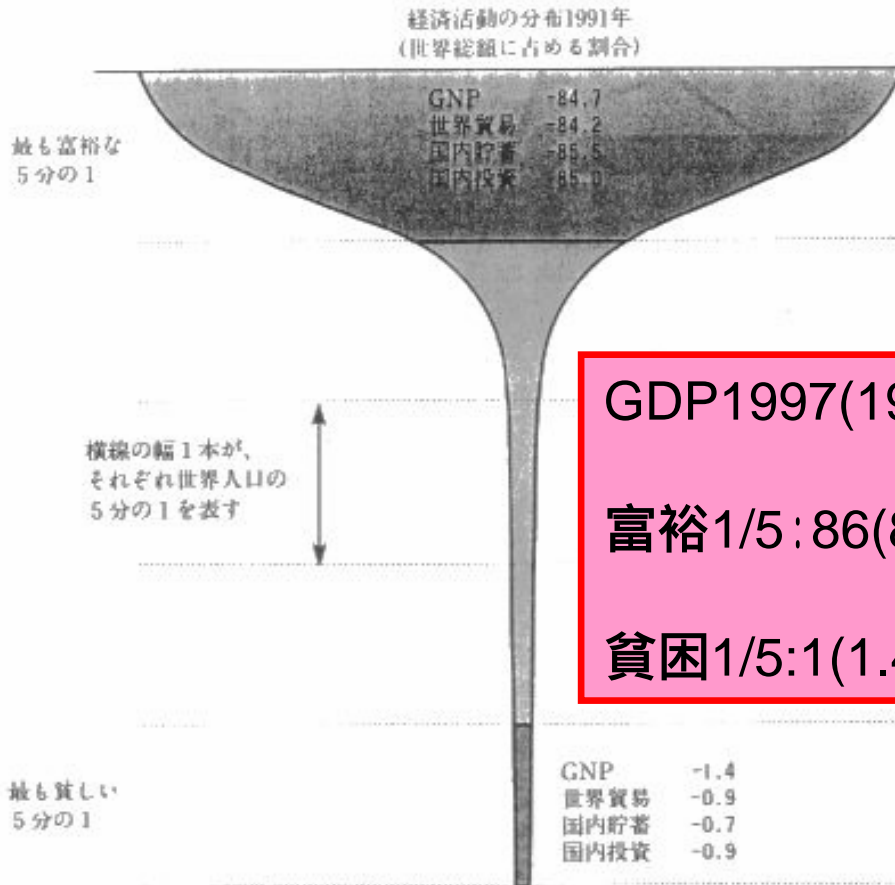 経済活動の分布1991年
(世界総額に占める割合)
GNP -84.7
世界貿易 -84.2
国内貯蓄 -85.5
国内投資 -85.0
最も富裕な
5分の1
横線の幅1本が、
それぞれ世界人口の
5分の1を表す
GDP1997(19
富裕1/5:86(8
貧困1/5:1(1.4
最も貧しい
5分の1
GNP -1.4
世界貿易 -0.9
国内貯蓄 -0.7
国内投資 -0.9